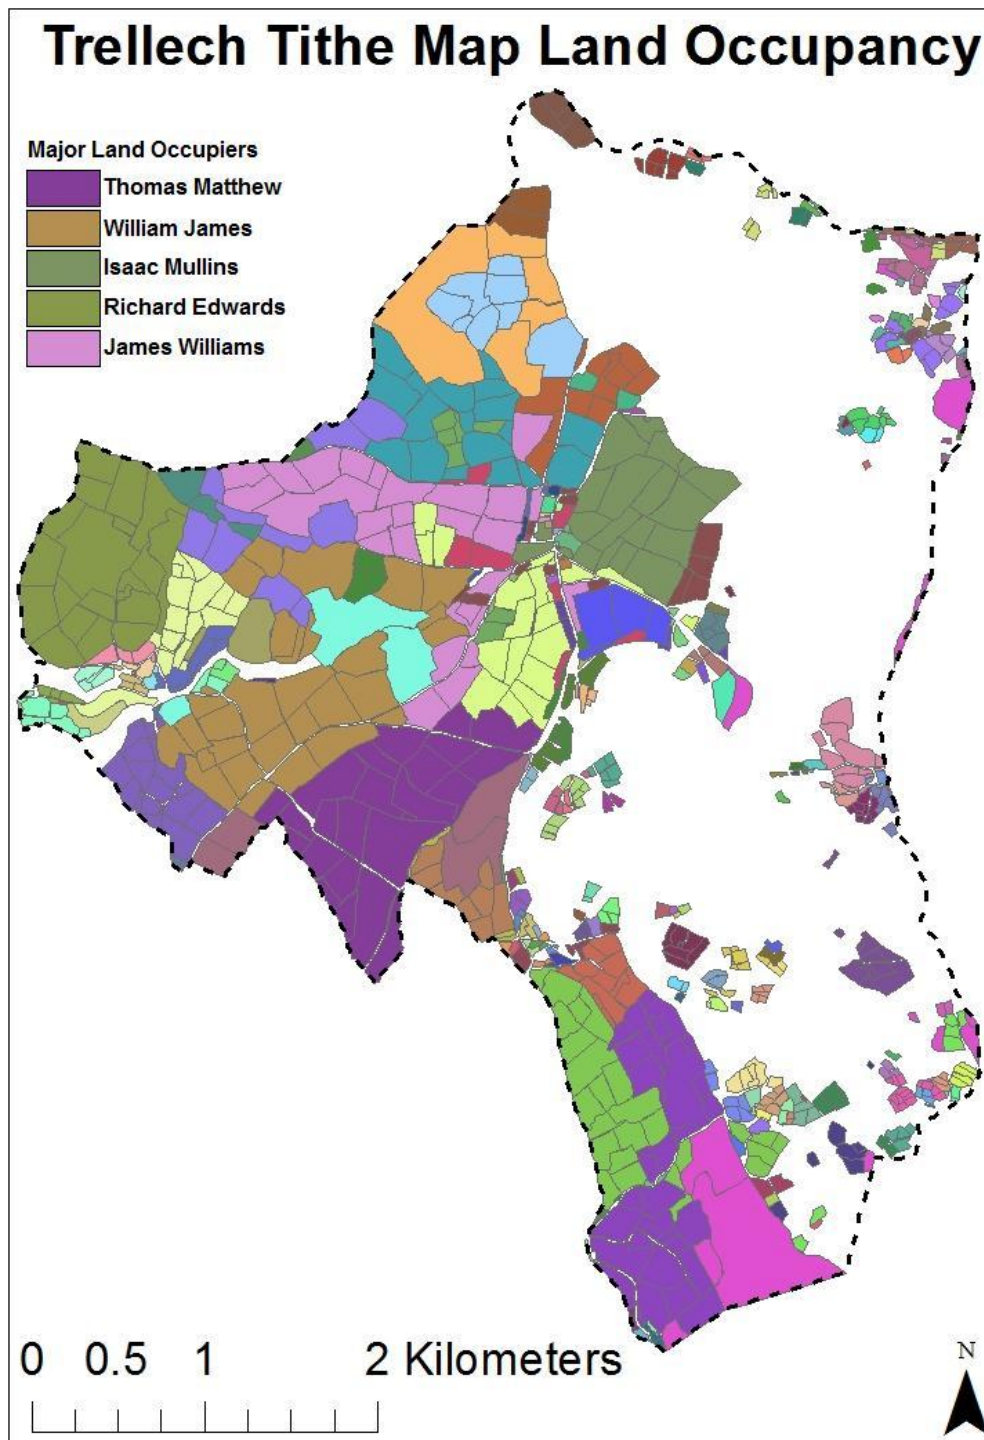 Trellech Tithe Map Land Occupancy
Major Land Occupiers
Thomas Matthew
William James
Isaac Mullins
Richard Edwards
James Williams
0 0.5 1 2 Kilometers
N